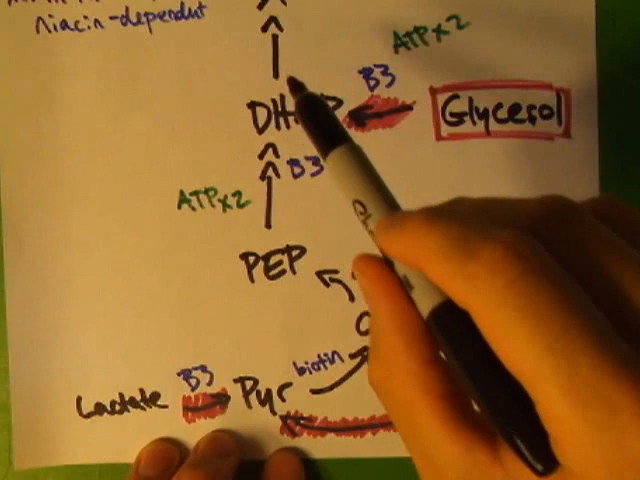 niacin-dependent
ATPx2
B3
Glycerol
B3
ATPx2
PEP
biotin
B3
Lactate
Pyr